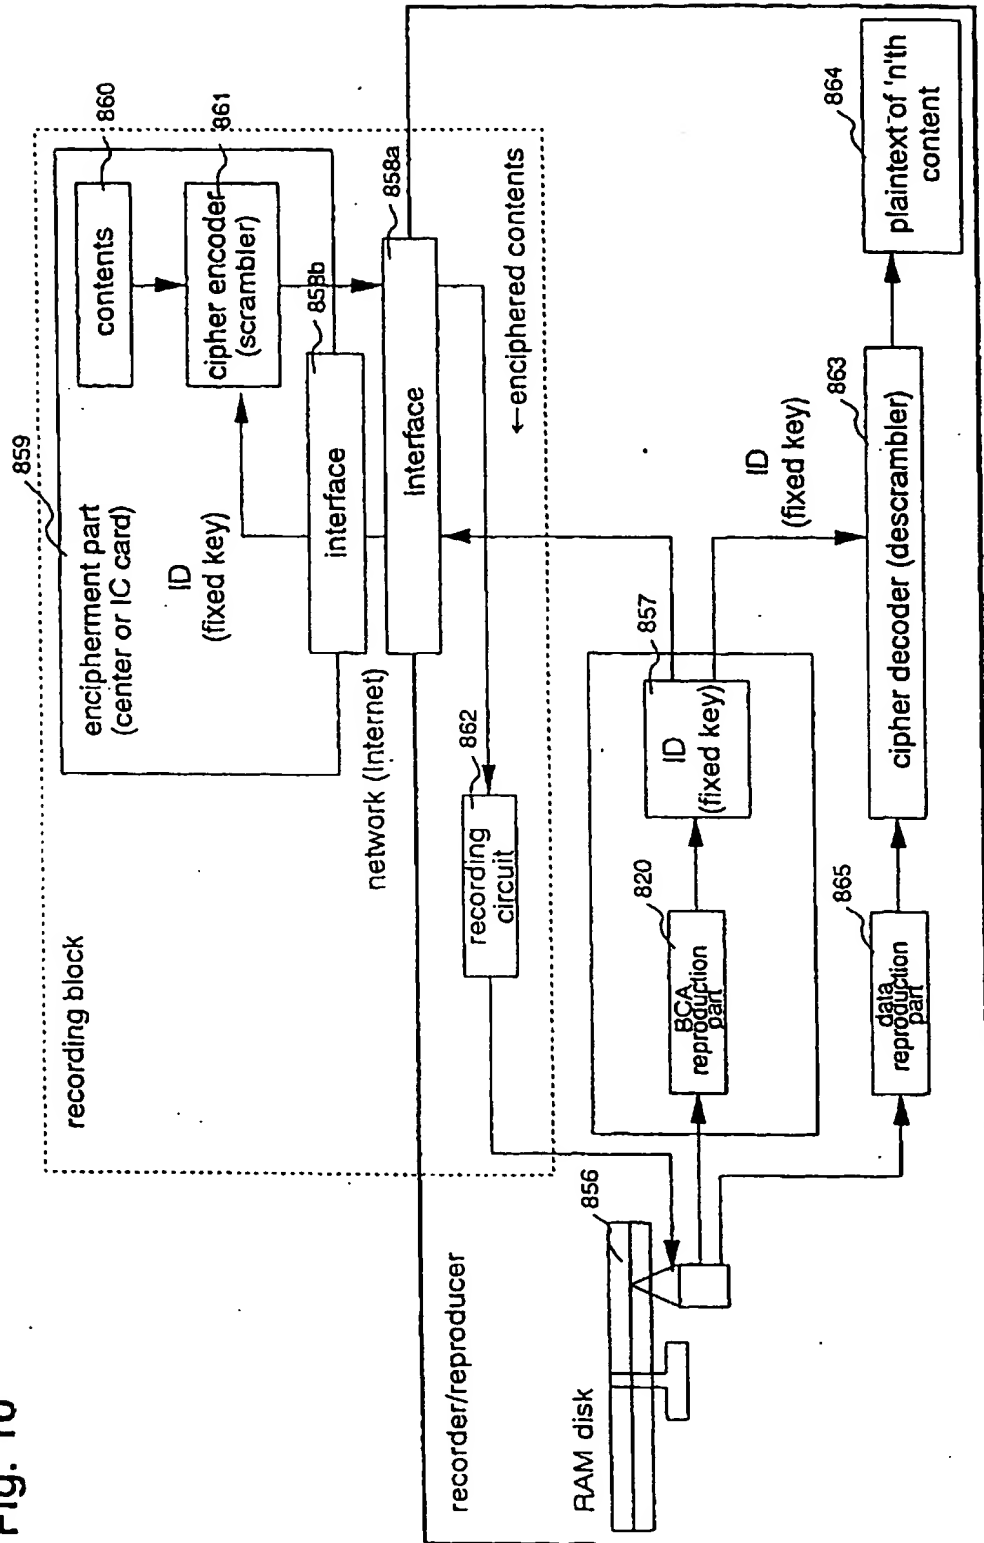 Fig.
recorder/reproducer
RAM disk
856
recording block
859
encipherment part
(center or IC card)
ID
(fixed key)
contents
860
cipher encoder
(scrambler)
861
interface
858b
network (Internet)
Interface
858a
recording
circuit
862
←enciphered contents
BCA
reproduction
part
820
ID
(fixed key)
857
ID
(fixed key)
data
reproduction
part
865
cipher decoder (descrambler)
863
plaintext of 'n'th
content
864